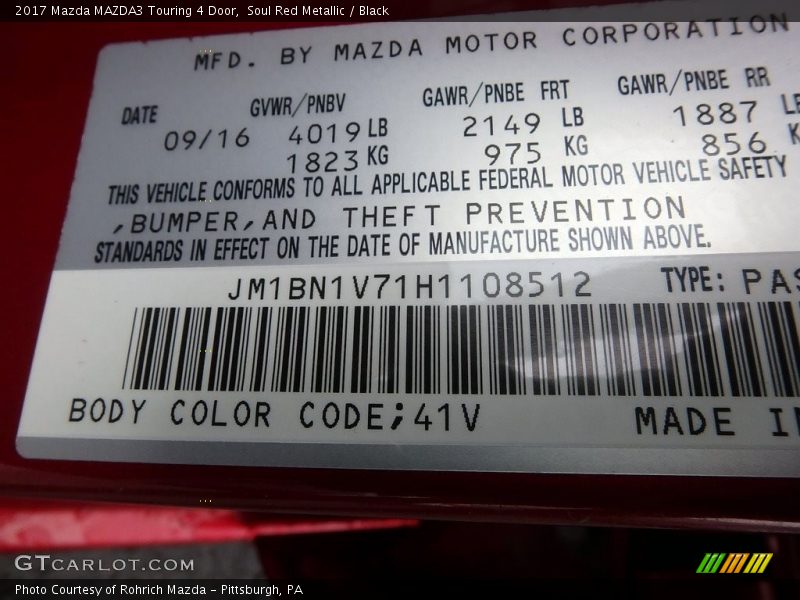 2017 Mazda MAZDA3 Touring 4 Door,  Soul Red Metallic / Black
MFD. BY MAZDA MOTOR CORPORATION
DATE GVWR/PNBV GAWR/PNBE FRT GAWR/PNBE RR
09/16 4019 LB 2149 LB 1887 LB
1823 KG 975 KG 856 K
THIS VEHICLE CONFORMS TO ALL APPLICABLE FEDERAL MOTOR VEHICLE SAFETY
,BUMPER,AND THEFT PREVENTION
STANDARDS IN EFFECT ON THE DATE OF MANUFACTURE SHOWN ABOVE.
JM1BN1V71H1108512 TYPE: PAS
BODY COLOR CODE;41V MADE I
GTCARLOT.COM
Photo Courtesy of Rohrich Mazda - Pittsburgh, PA